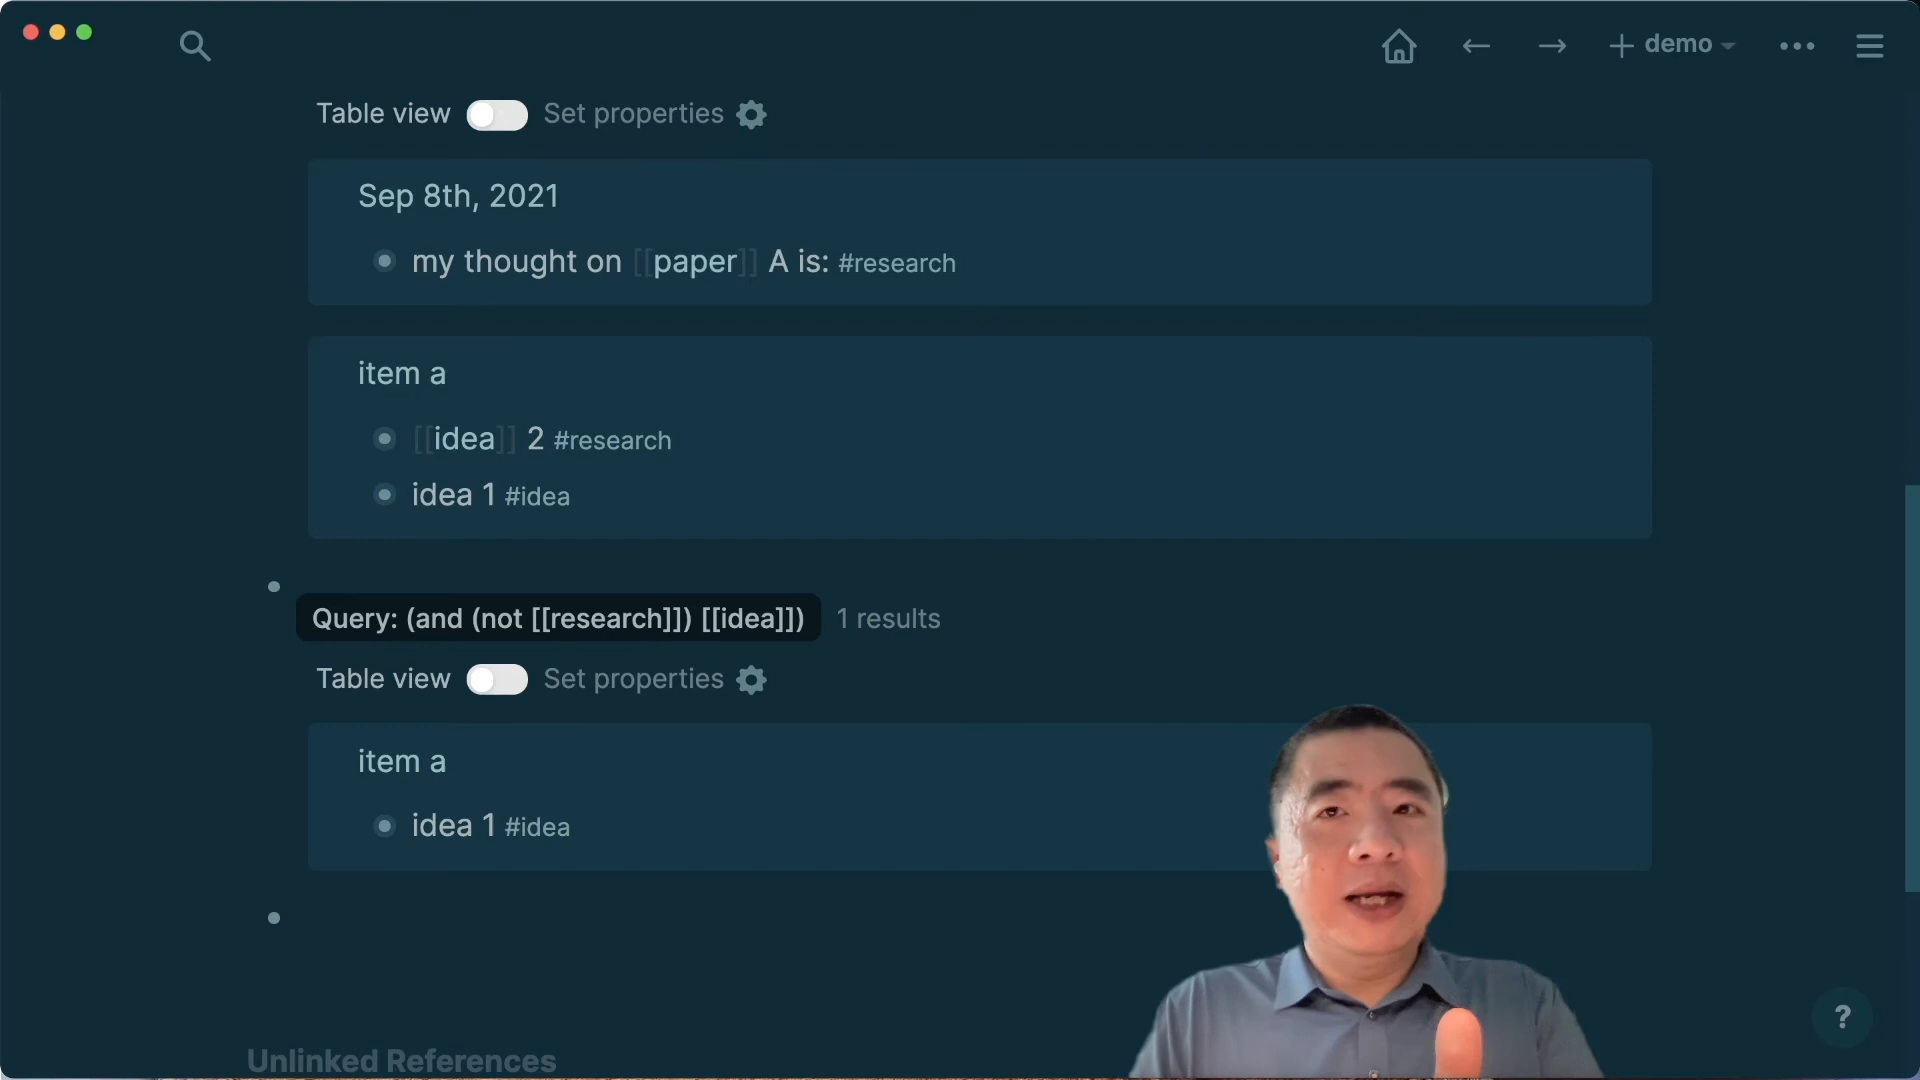 demo
Table view Set properties
Sep 8th, 2021
my thought on [[paper]] A is: #research
item a
[[idea]] 2 #research
idea 1 #idea
Query: (and (not [[research]]) [[idea]]) 1 results
Table view Set properties
item a
idea 1 #idea
?
Unlinked References